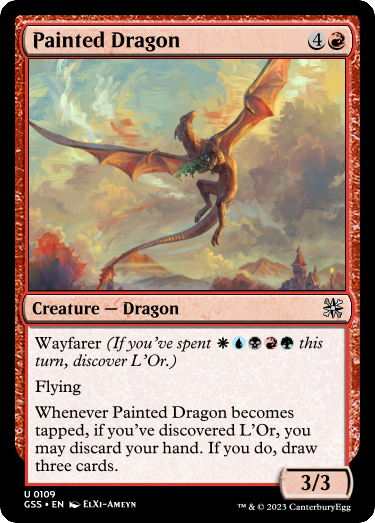 Painted Dragon 4
Creature — Dragon
Wayfarer (If you've spent this
turn, discover L'Or.)
Flying
Whenever Painted Dragon becomes
tapped, if you've discovered L'Or, you
may discard your hand. If you do, draw
three cards.
3/3
U 0109
GSS • EN ElXi-Ameyn
™ & © 2023 CanterburyEgg